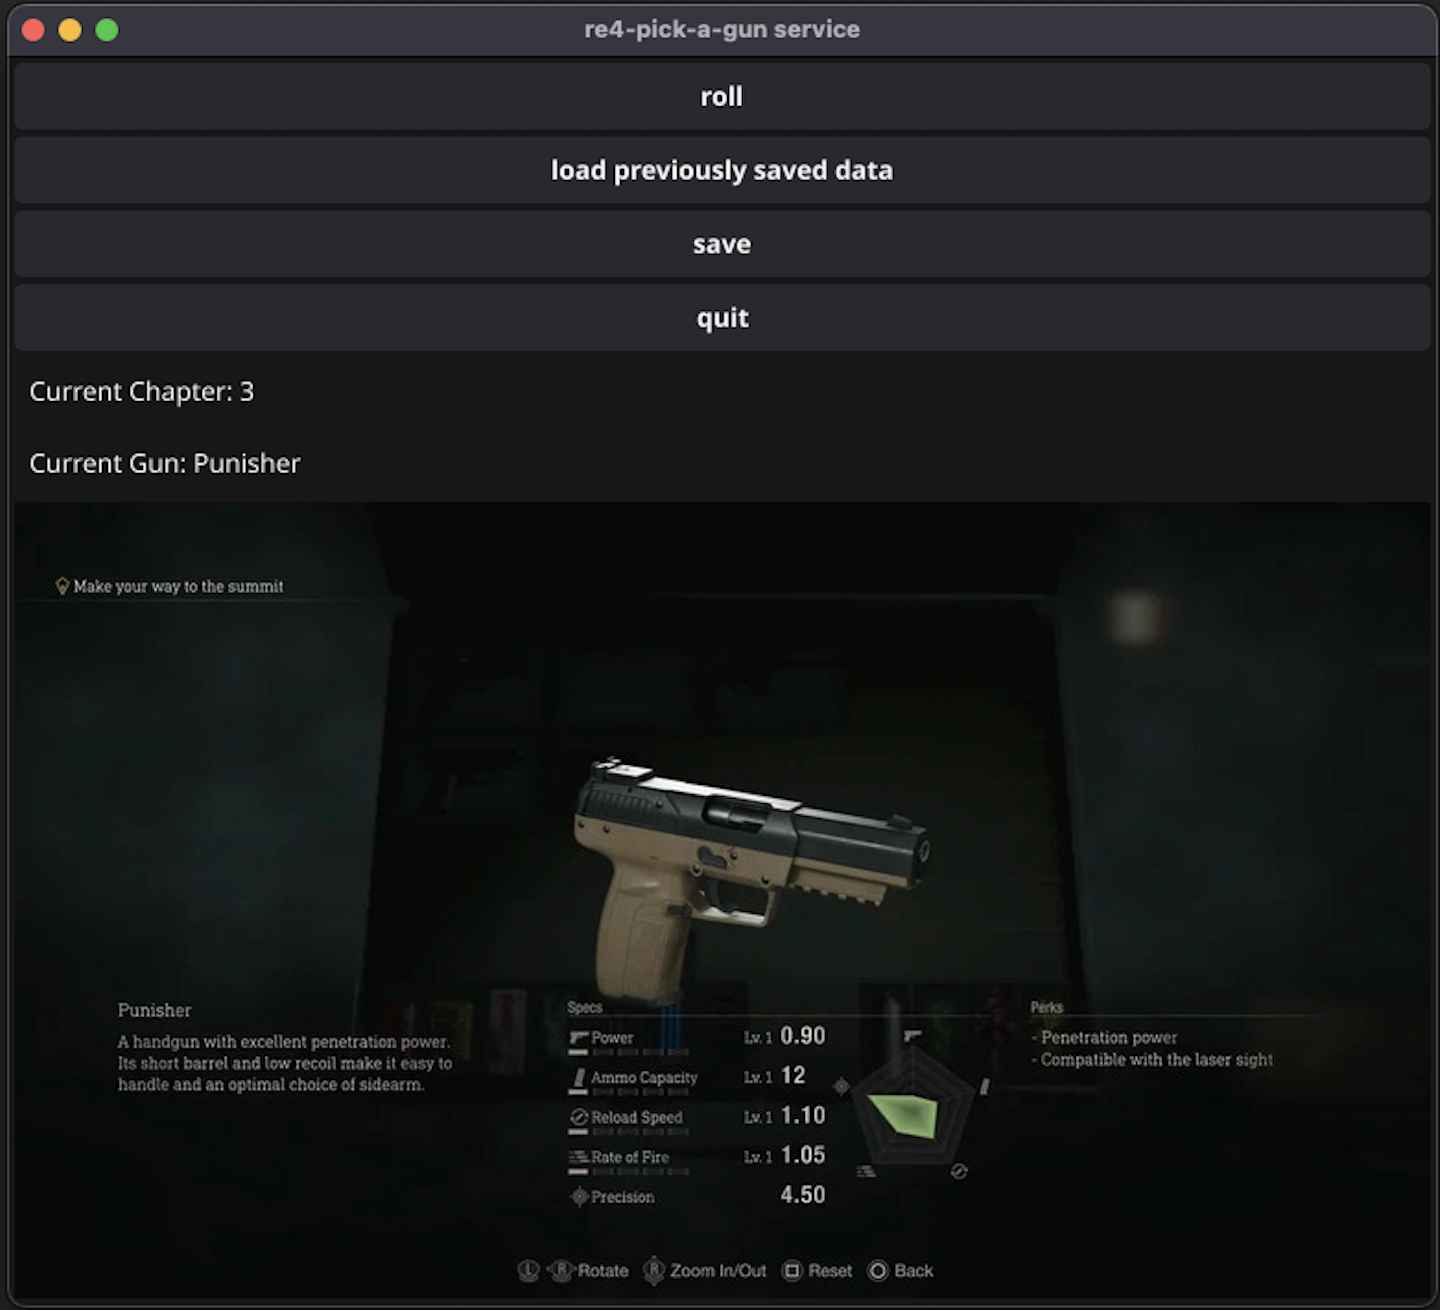 re4-pick-a-gun service
roll
load previously saved data
save
quit
Current Chapter: 3
Current Gun: Punisher
Make your way to the summit
Punisher
A handgun with excellent penetration power.
Its short barrel and low recoil make it easy to
handle and an optimal choice of sidearm.
Specs
Power Lv. 1 0.90
Ammo Capacity Lv. 1 12
Reload Speed Lv. 1 1.10
Rate of Fire Lv. 1 1.05
Precision 4.50
Perks
- Penetration power
- Compatible with the laser sight
L R Rotate R Zoom In/Out Reset Back